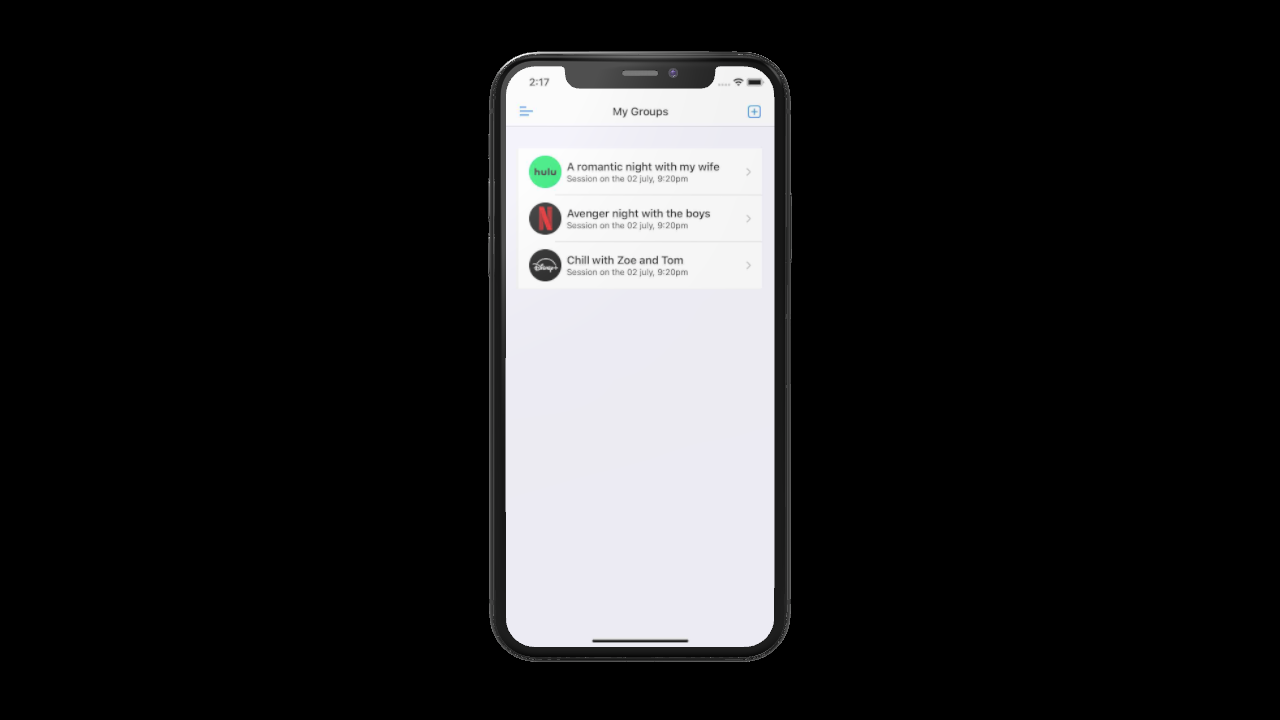 2:17
My Groups
hulu
A romantic night with my wife
Session on the 02 july, 9:20pm
N
Avenger night with the boys
Session on the 02 july, 9:20pm
Disney+
Chill with Zoe and Tom
Session on the 02 july, 9:20pm